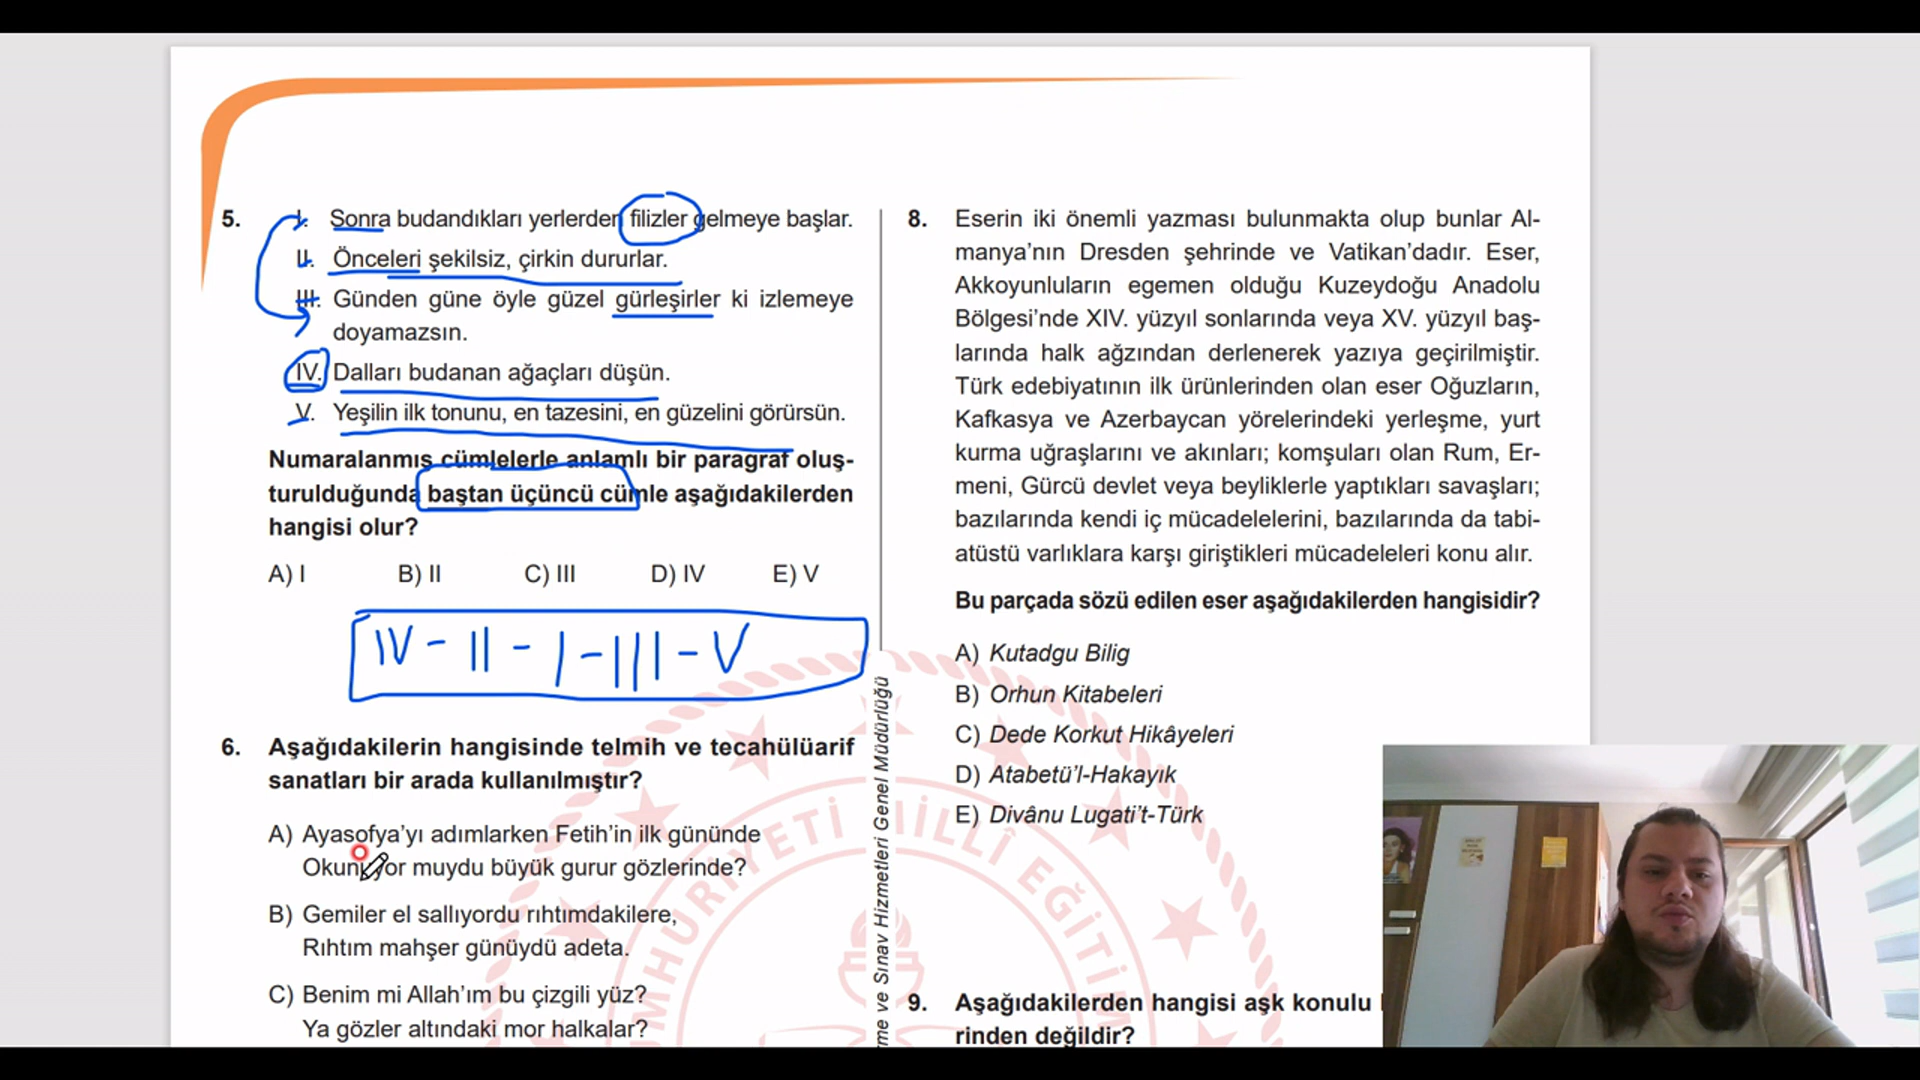 5. I. Sonra budandıkları yerlerden filizler gelmeye başlar.
II. Önceleri şekilsiz, çirkin dururlar.
III. Günden güne öyle güzel gürleşirler ki izlemeye
doyamazsın.
IV. Dalları budanan ağaçları düşün.
V. Yeşilin ilk tonunu, en tazesini, en güzelini görürsün.
Numaralanmış cümlelerle anlamlı bir paragraf oluş-
turulduğunda baştan üçüncü cümle aşağıdakilerden
hangisi olur?
A) I B) II C) III D) IV E) V
IV - II - I - III - V
6. Aşağıdakilerin hangisinde telmih ve tecahülüarif
sanatları bir arada kullanılmıştır?
A) Ayasofya'yı adımlarken Fetih'in ilk gününde
Okunuyor muydu büyük gurur gözlerinde?
B) Gemiler el sallıyordu rıhtımdakilere,
Rıhtım mahşer günüydü adeta.
C) Benim mi Allah'ım bu çizgili yüz?
Ya gözler altındaki mor halkalar?
rme ve Sınav Hizmetleri Genel Müdürlüğü
UMHURİYETİ MİLLÎ EĞİTİM
8. Eserin iki önemli yazması bulunmakta olup bunlar Al-
manya'nın Dresden şehrinde ve Vatikan'dadır. Eser,
Akkoyunluların egemen olduğu Kuzeydoğu Anadolu
Bölgesi'nde XIV. yüzyıl sonlarında veya XV. yüzyıl baş-
larında halk ağzından derlenerek yazıya geçirilmiştir.
Türk edebiyatının ilk ürünlerinden olan eser Oğuzların,
Kafkasya ve Azerbaycan yörelerindeki yerleşme, yurt
kurma uğraşlarını ve akınları; komşuları olan Rum, Er-
meni, Gürcü devlet veya beyliklerle yaptıkları savaşları;
bazılarında kendi iç mücadelelerini, bazılarında da tabi-
atüstü varlıklara karşı giriştikleri mücadeleleri konu alır.
Bu parçada sözü edilen eser aşağıdakilerden hangisidir?
A) Kutadgu Bilig
B) Orhun Kitabeleri
C) Dede Korkut Hikâyeleri
D) Atabetü'l-Hakayık
E) Divânu Lugati't-Türk
9. Aşağıdakilerden hangisi aşk konulu
rinden değildir?